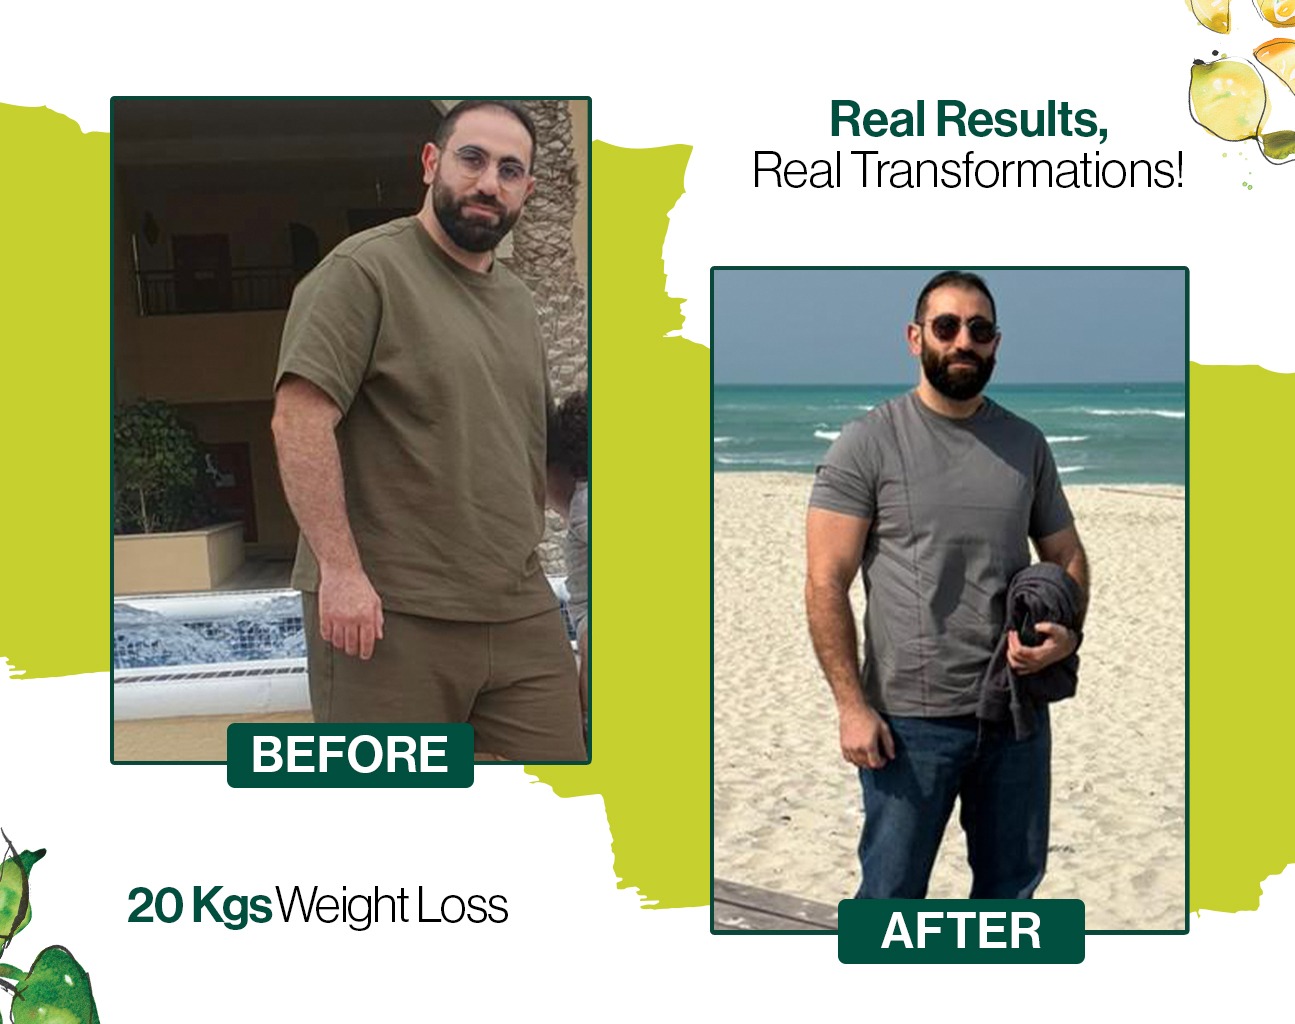 Real Results,
Real Transformations!
BEFORE
20 Kgs Weight Loss
AFTER